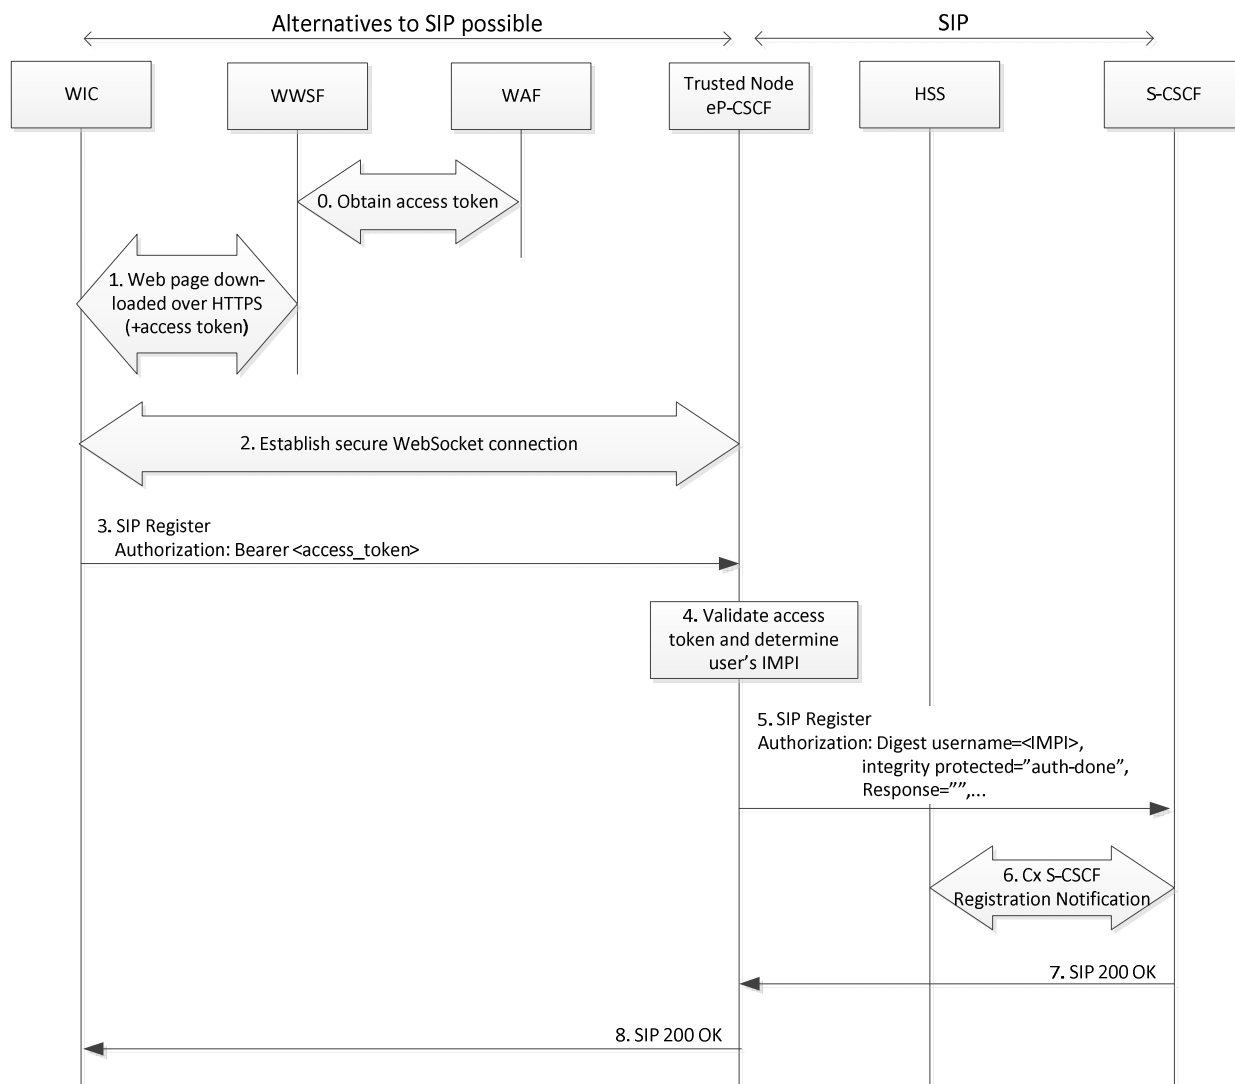 Alternatives to SIP possible
SIP
WIC
WWSF
WAF
Trusted Node
eP-CSCF
HSS
S-CSCF
0. Obtain access token
1. Web page down-
loaded over HTTPS
(+access token)
2. Establish secure WebSocket connection
3. SIP Register
Authorization: Bearer <access_token>
4. Validate access
token and determine
user’s IMPI
5. SIP Register
Authorization: Digest username=<IMPI>,
integrity protected=”auth-done”,
Response=””,...
6. Cx S-CSCF
Registration Notification
7. SIP 200 OK
8. SIP 200 OK